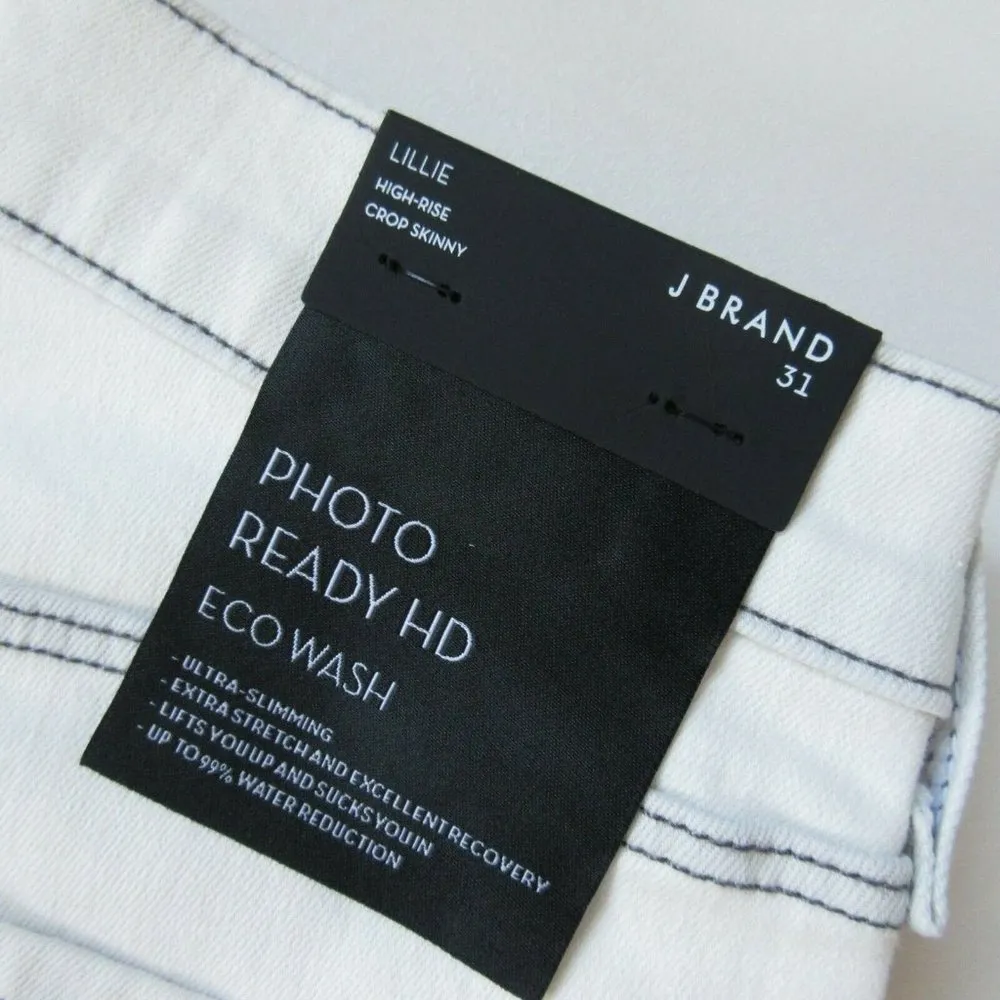 LILLIE
HIGH-RISE
CROP SKINNY
J BRAND
31
PHOTO
READY HD
ECO WASH
- ULTRA-SLIMMING
- EXTRA STRETCH AND EXCELLENT RECOVERY
- LIFTS YOU UP AND SUCKS YOU IN
- UP TO 99% WATER REDUCTION